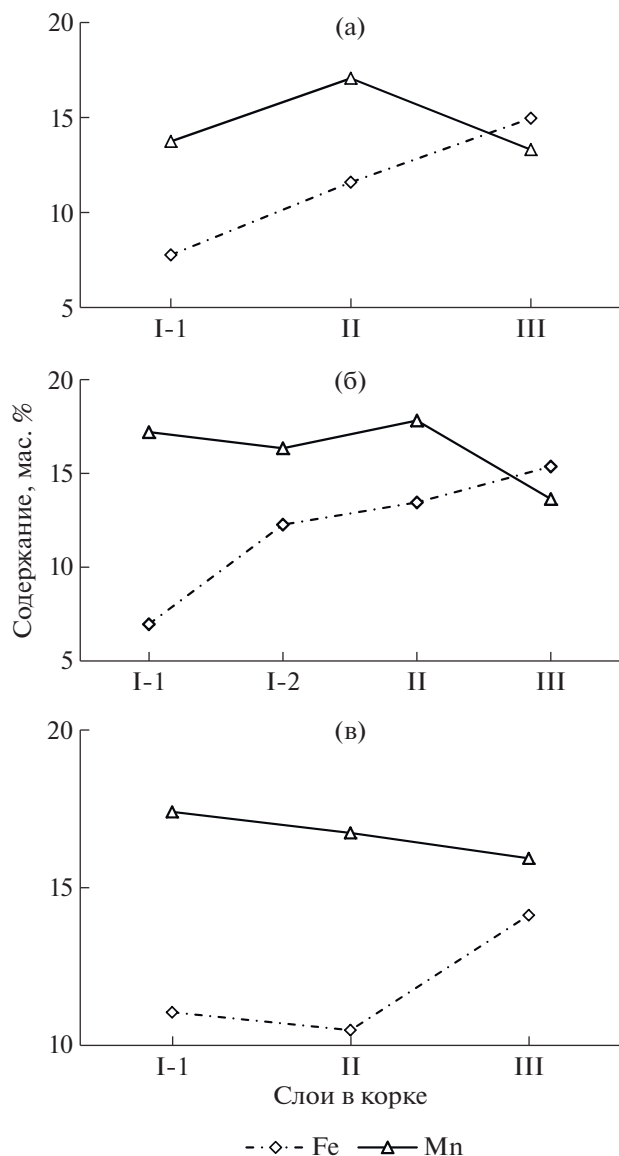 (а)
20
15
10
5
I-1 II III
(б)
20
15
10
5
I-1 I-2 II III
(в)
20
15
10
I-1 II III
Содержание, мас. %
Слои в корке
Fe Mn